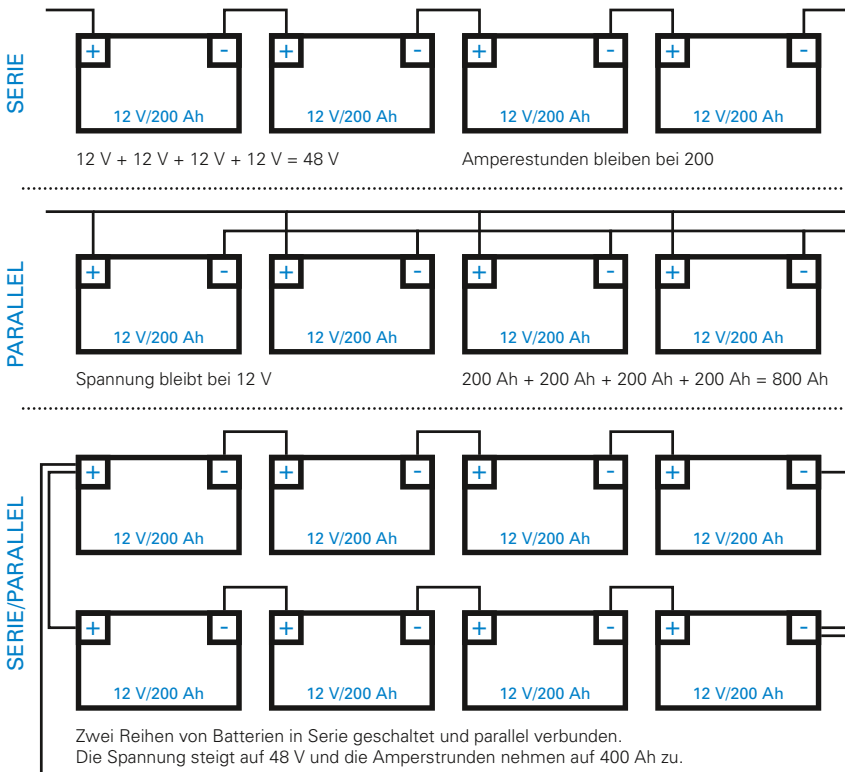 SERIE
+ - + - + - + -
12 V/200 Ah 12 V/200 Ah 12 V/200 Ah 12 V/200 Ah
12 V + 12 V + 12 V + 12 V = 48 V Amperestunden bleiben bei 200
PARALLEL
+ - + - + - + -
12 V/200 Ah 12 V/200 Ah 12 V/200 Ah 12 V/200 Ah
Spannung bleibt bei 12 V 200 Ah + 200 Ah + 200 Ah + 200 Ah = 800 Ah
SERIE/PARALLEL
+ - + - + - + -
12 V/200 Ah 12 V/200 Ah 12 V/200 Ah 12 V/200 Ah
+ - + - + - + -
12 V/200 Ah 12 V/200 Ah 12 V/200 Ah 12 V/200 Ah
Zwei Reihen von Batterien in Serie geschaltet und parallel verbunden.
Die Spannung steigt auf 48 V und die Amperstrunden nehmen auf 400 Ah zu.